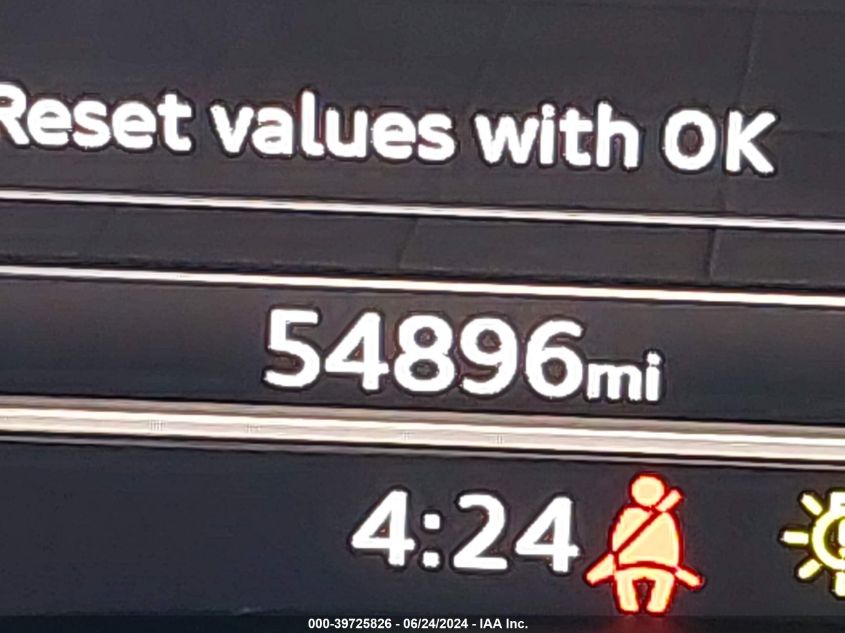 Reset values with OK
54896mi
4:24
000-39725826 - 06/24/2024 - IAA Inc.